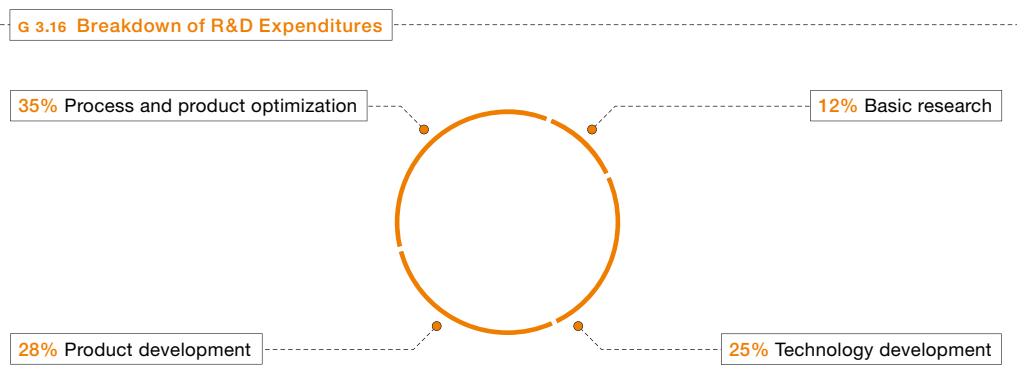 G 3.16 Breakdown of R&D Expenditures
35% Process and product optimization
12% Basic research
28% Product development
25% Technology development